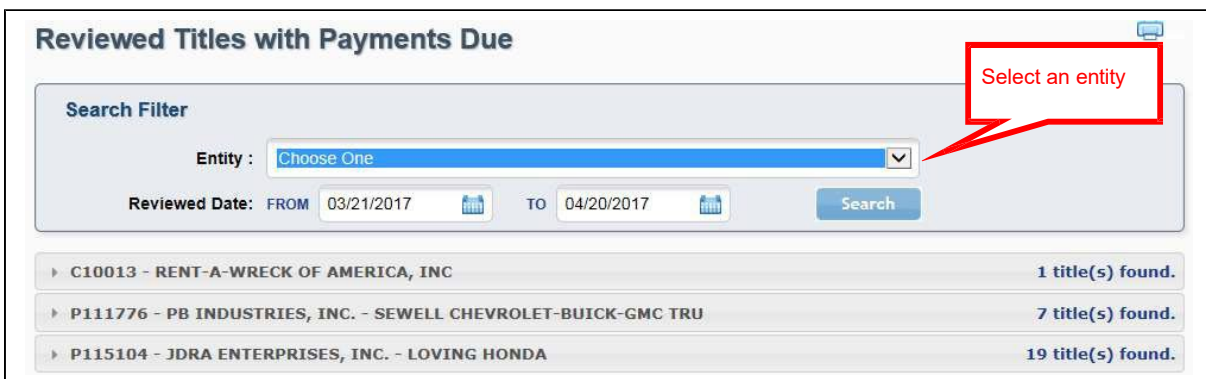 Reviewed Titles with Payments Due
Select an entity
Search Filter
Entity : Choose One
Reviewed Date: FROM 03/21/2017 TO 04/20/2017 Search
C10013 - RENT-A-WRECK OF AMERICA, INC 1 title(s) found.
P111776 - PB INDUSTRIES, INC. - SEWELL CHEVROLET-BUICK-GMC TRU 7 title(s) found.
P115104 - JDRA ENTERPRISES, INC. - LOVING HONDA 19 title(s) found.